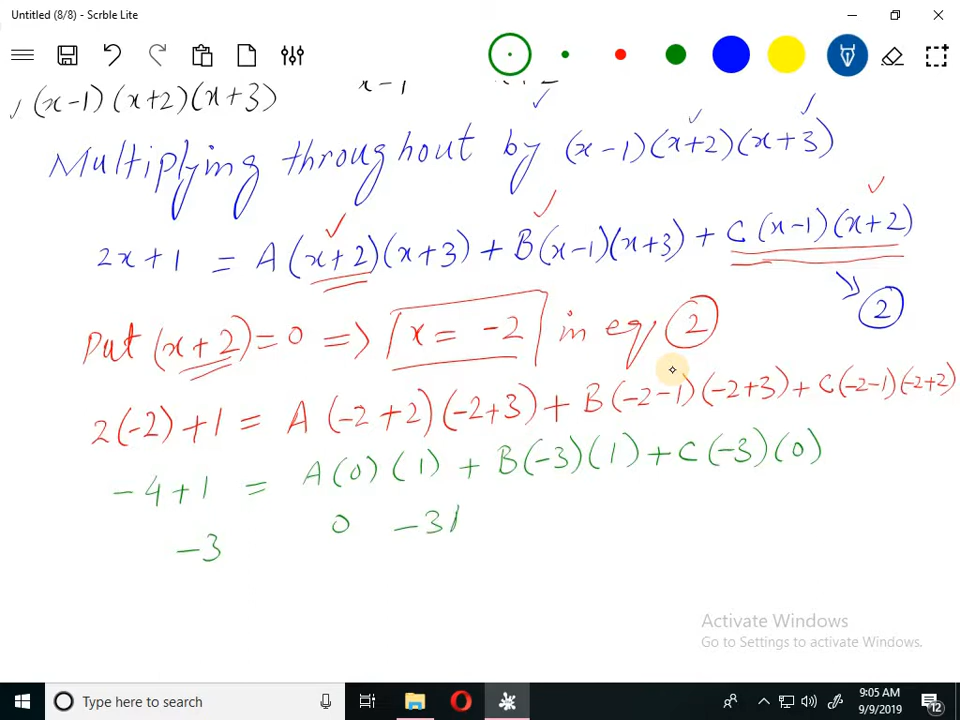 Untitled (8/8) - Scrble Lite
(x-1)(x+2)(x+3) x-1
Multiplying throughout by (x-1)(x+2)(x+3)
2x+1 = A(x+2)(x+3) + B(x-1)(x+3) + C(x-1)(x+2)
2
Put (x+2)=0 => x = -2 in eq 2
2(-2)+1 = A(-2+2)(-2+3) + B(-2-1)(-2+3) + C(-2-1)(-2+2)
-4+1 = A(0)(1) + B(-3)(1) + C(-3)(0)
-3 0 -3
Activate Windows
Go to Settings to activate Windows.
Type here to search
9:05 AM
9/9/2019
12